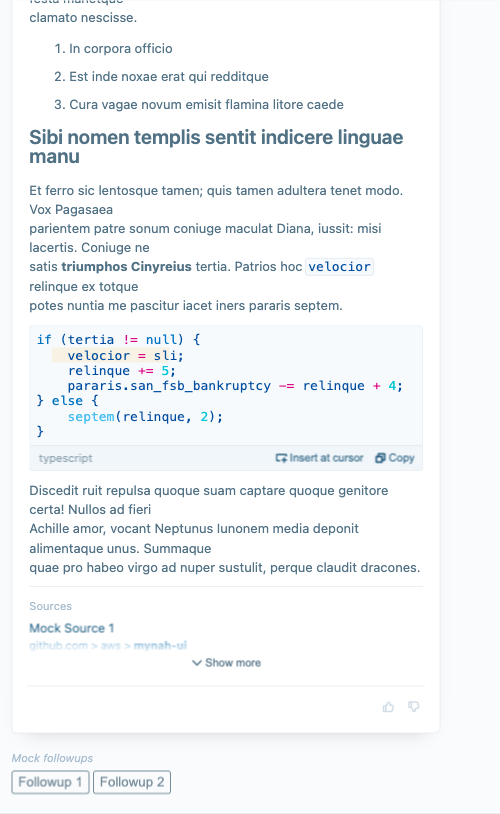 clamato nescisse.
1. In corpora officio
2. Est inde noxae erat qui redditque
3. Cura vagae novum emisit flamina litore caede
Sibi nomen templis sentit indicere linguae
manu
Et ferro sic lentosque tamen; quis tamen adultera tenet modo.
Vox Pagasaea
parientem patre sonum coniuge maculat Diana, iussit: misi
lacertis. Coniuge ne
satis triumphos Cinyreius tertia. Patrios hoc velocior
relinque ex totque
potes nuntia me pascitur iacet iners pararis septem.
if (tertia != null) {
    velocior = sli;
    relinque += 5;
    pararis.san_fsb_bankruptcy -= relinque + 4;
} else {
    septem(relinque, 2);
}
typescript Insert at cursor Copy
Discedit ruit repulsa quoque suam captare quoque genitore
certa! Nullos ad fieri
Achille amor, vocant Neptunus Iunonem media deponit
alimentaque unus. Summaque
quae pro habeo virgo ad nuper sustulit, perque claudit dracones.
Sources
Mock Source 1
github.com > aws > mynah-ui
Show more
Mock followups
Followup 1 Followup 2